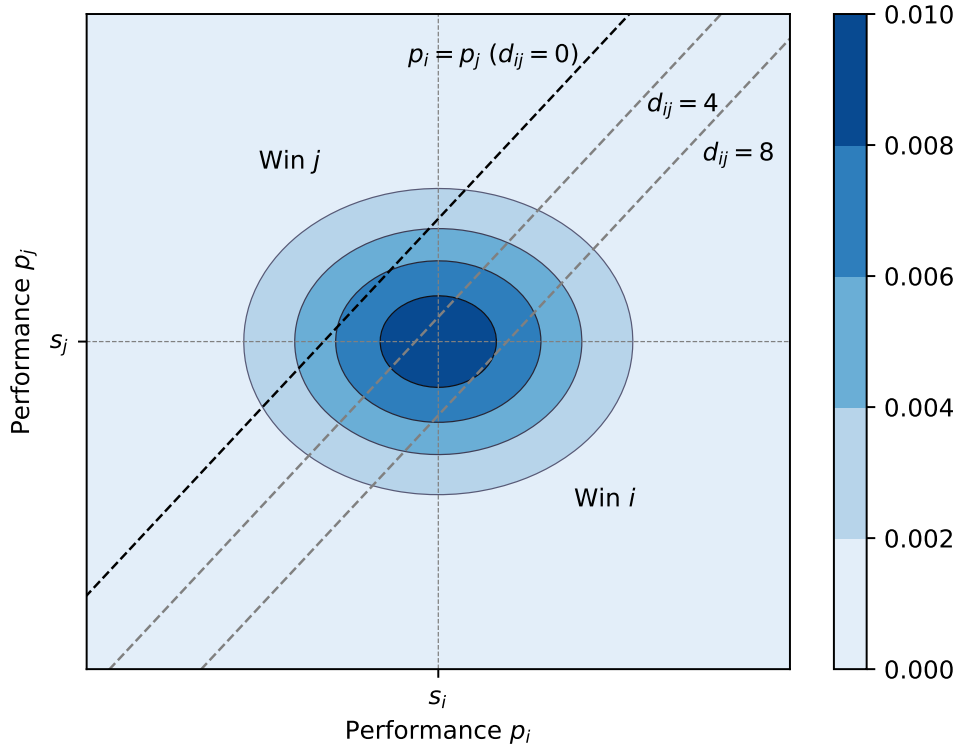 0.010
p_i = p_j (d_ij = 0)
d_ij = 4
0.008
Win j
d_ij = 8
0.006
Performance p_j
s_j
0.004
Win i
0.002
0.000
s_i
Performance p_i